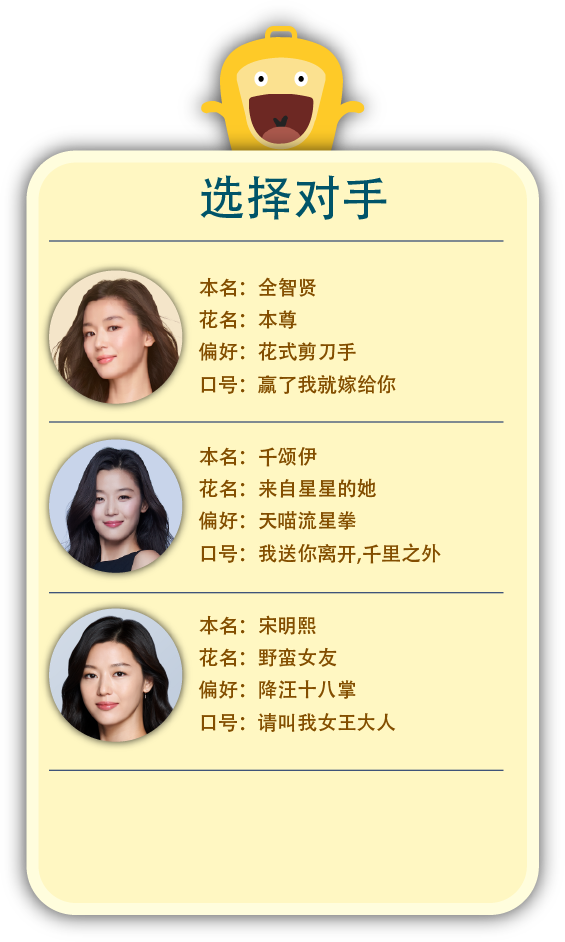 选择对手
本名：全智贤
花名：本尊
偏好：花式剪刀手
口号：赢了我就嫁给你
本名：千颂伊
花名：来自星星的她
偏好：天喵流星拳
口号：我送你离开,千里之外
本名：宋明熙
花名：野蛮女友
偏好：降汪十八掌
口号：请叫我女王大人